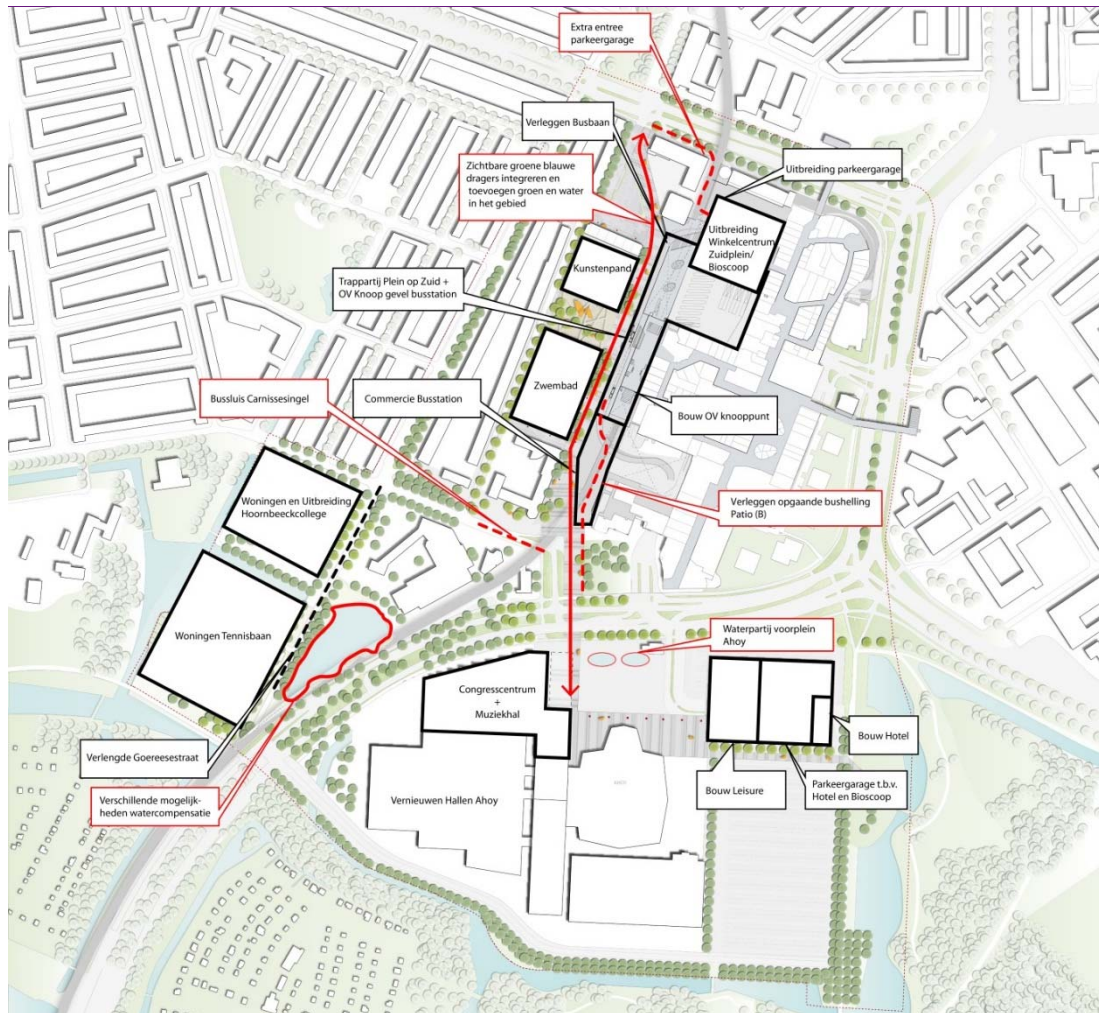 Extra entree
parkeergarage
Verleggen Busbaan
Zichtbare groene blauwe
dragers integreren en
toevoegen groen en water
in het gebied
Uitbreiding parkeergarage
Uitbreiding
Winkelcentrum
Zuidplein/
Bioscoop
Kunstenpand
Trappartij Plein op Zuid +
OV Knoop gevel busstation
Zwembad
Bussluis Carnissesingel
Commercie Busstation
Bouw OV knooppunt
Woningen en Uitbreiding
Hoornbeeckcollege
Verleggen opgaande bushelling
Patio (B)
Woningen Tennisbaan
Waterpartij voorplein
Ahoy
Congresscentrum
+
Muziekhal
Bouw Hotel
Verlengde Goereesestraat
Bouw Leisure
Parkeergarage t.b.v.
Hotel en Bioscoop
Vernieuwen Hallen Ahoy
Verschillende mogelijk-
heden watercompensatie